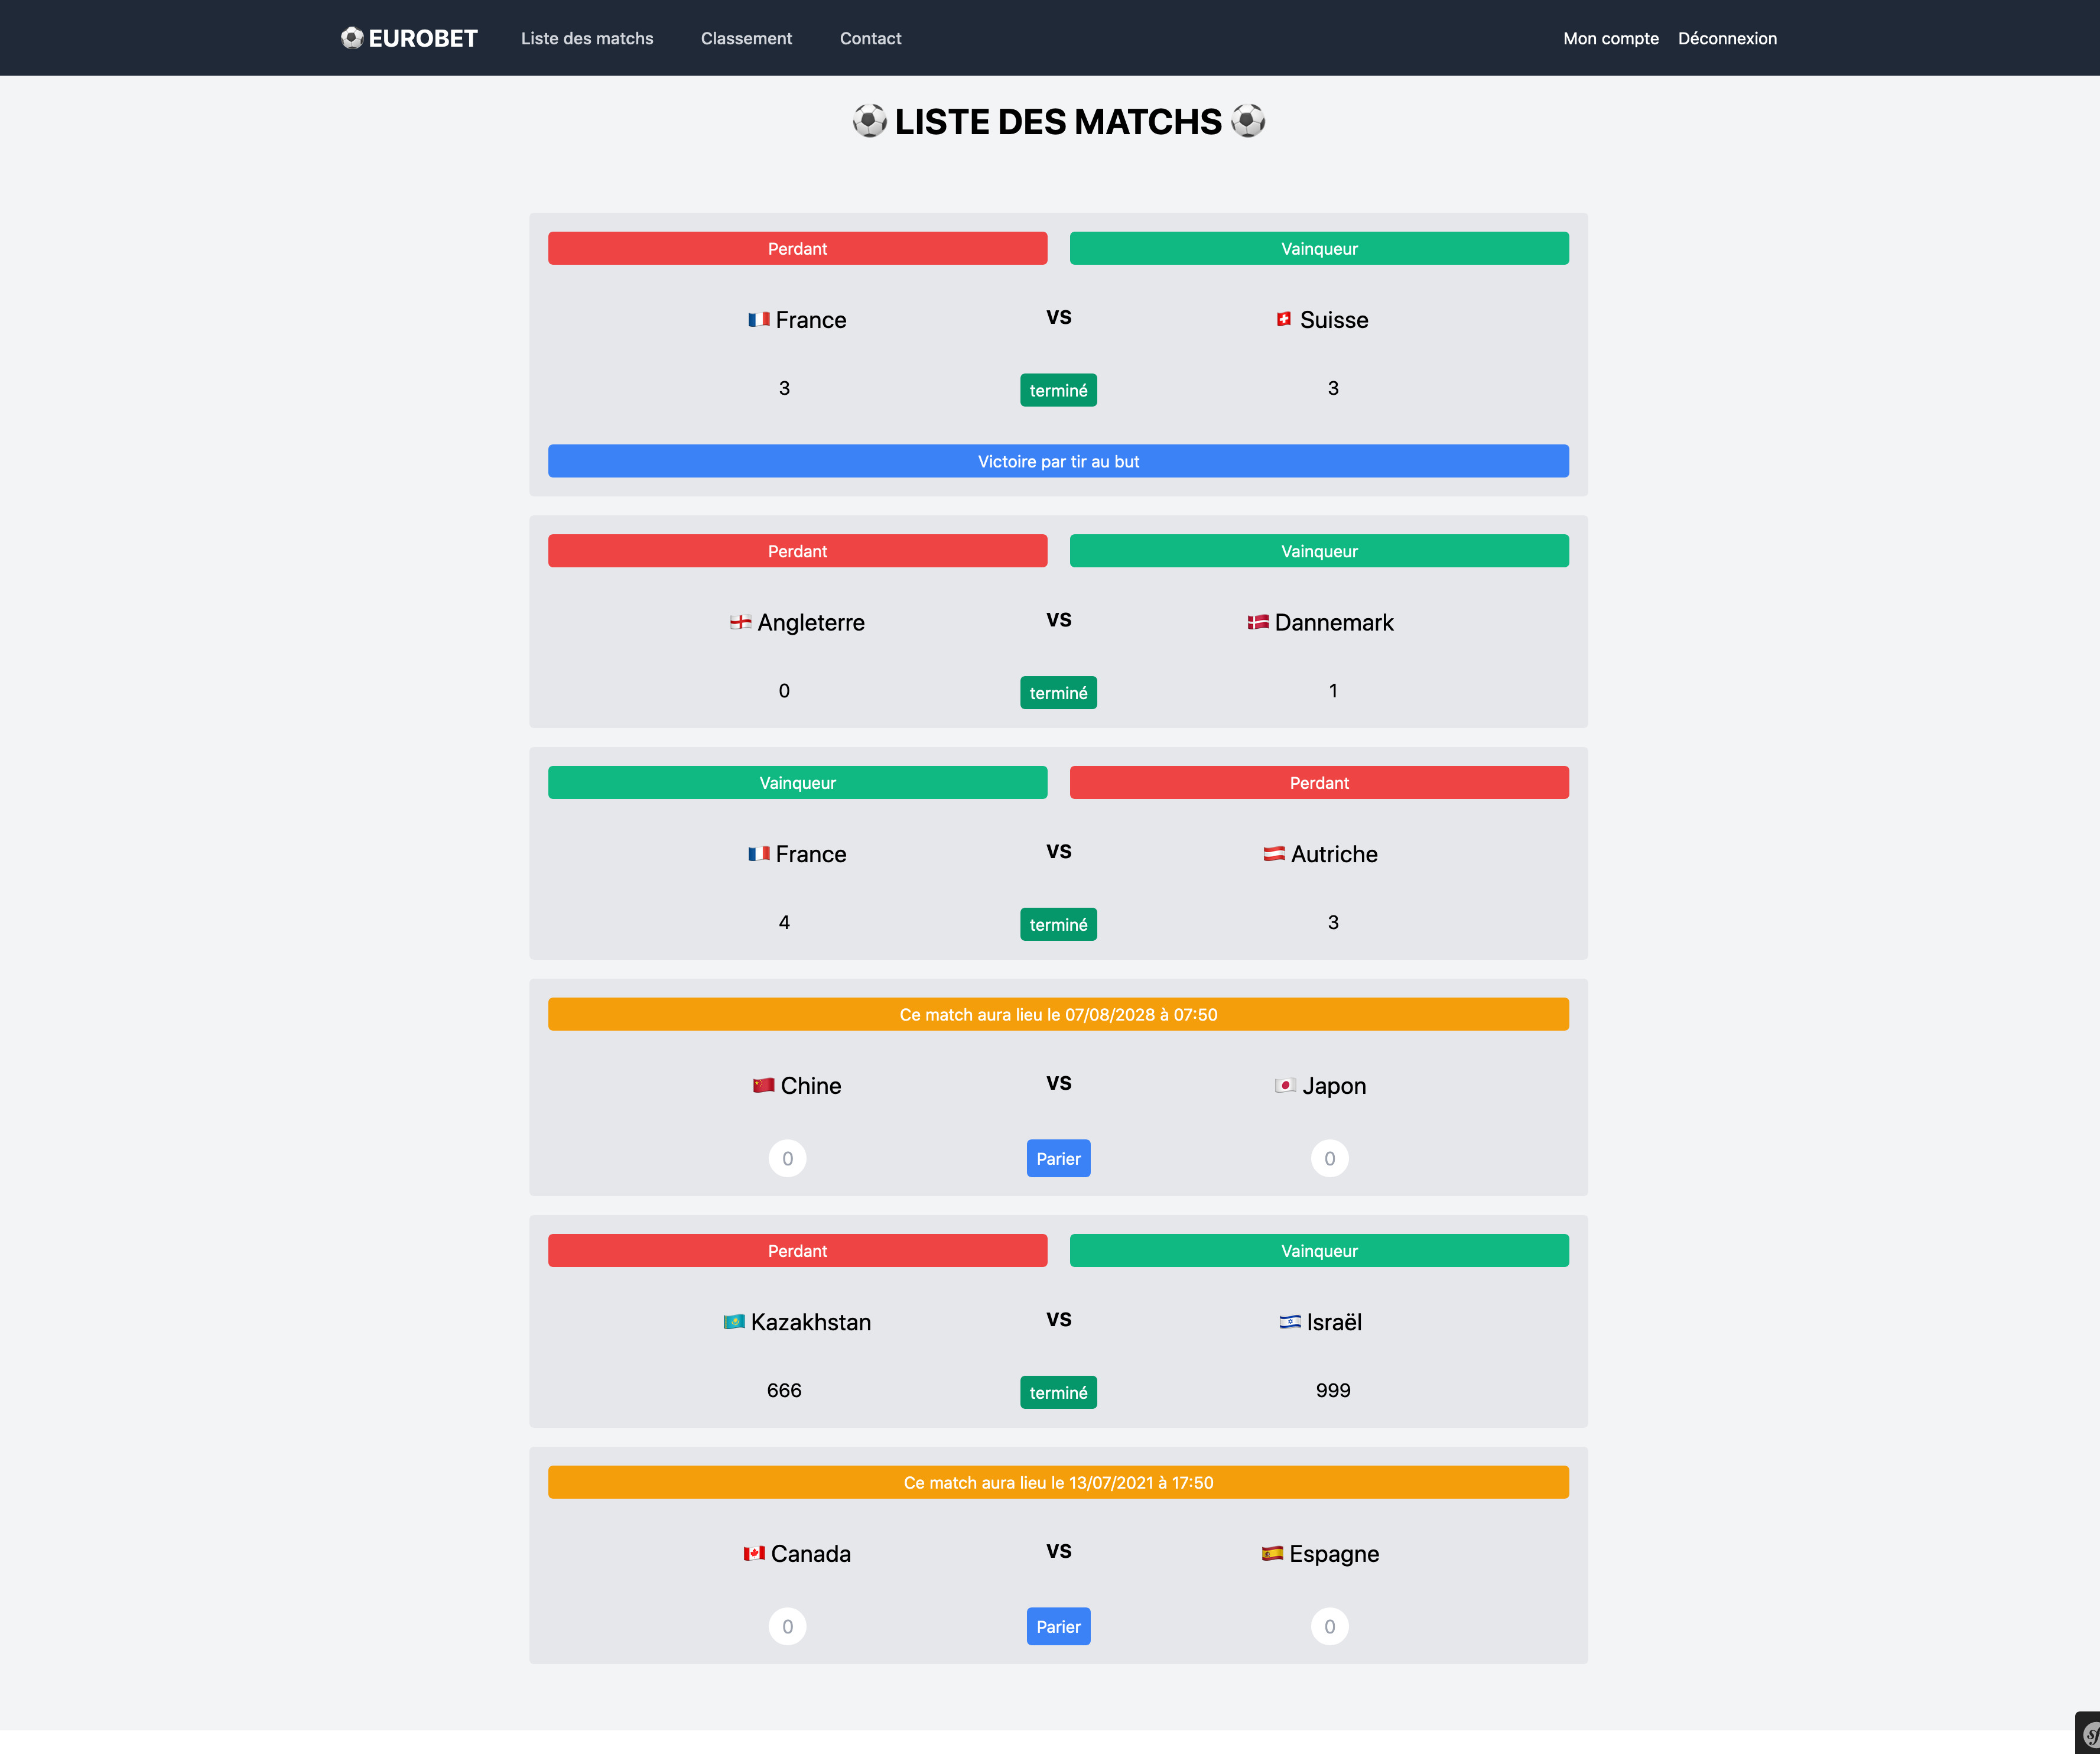 EUROBET Liste des matchs Classement Contact Mon compte Déconnexion
LISTE DES MATCHS
Perdant Vainqueur
France VS Suisse
3 terminé 3
Victoire par tir au but
Perdant Vainqueur
Angleterre VS Dannemark
0 terminé 1
Vainqueur Perdant
France VS Autriche
4 terminé 3
Ce match aura lieu le 07/08/2028 à 07:50
Chine VS Japon
0 Parier 0
Perdant Vainqueur
Kazakhstan VS Israël
666 terminé 999
Ce match aura lieu le 13/07/2021 à 17:50
Canada VS Espagne
0 Parier 0
sf